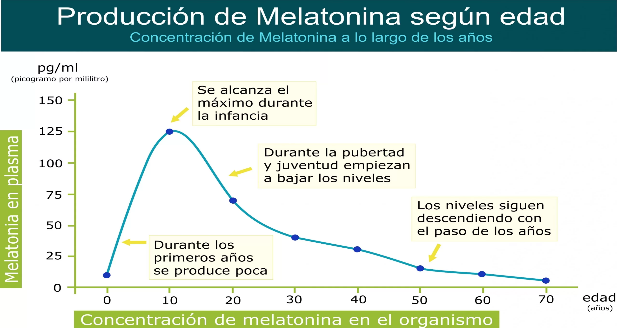 Producción de Melatonina según edad
Concentración de Melatonina a lo largo de los años
pg/ml
(picogramo por mililitro)
Se alcanza el
máximo durante
la infancia
150
125
100
75
50
25
0
Melatonia en plasma
Durante la pubertad
y juventud empiezan
a bajar los niveles
Los niveles siguen
descendiendo con
el paso de los años
Durante los
primeros años
se produce poca
0 10 20 30 40 50 60 70
edad
(años)
Concentración de melatonina en el organismo